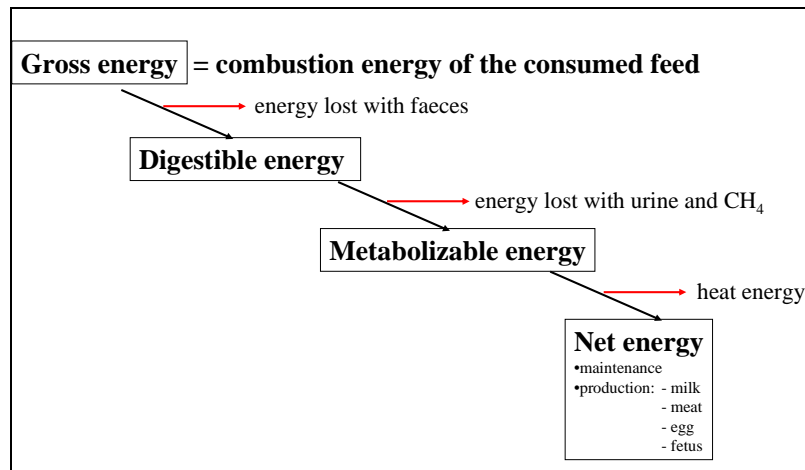 Gross energy = combustion energy of the consumed feed
energy lost with faeces
Digestible energy
energy lost with urine and CH₄
Metabolizable energy
heat energy
Net energy
•maintenance
•production: - milk
- meat
- egg
- fetus